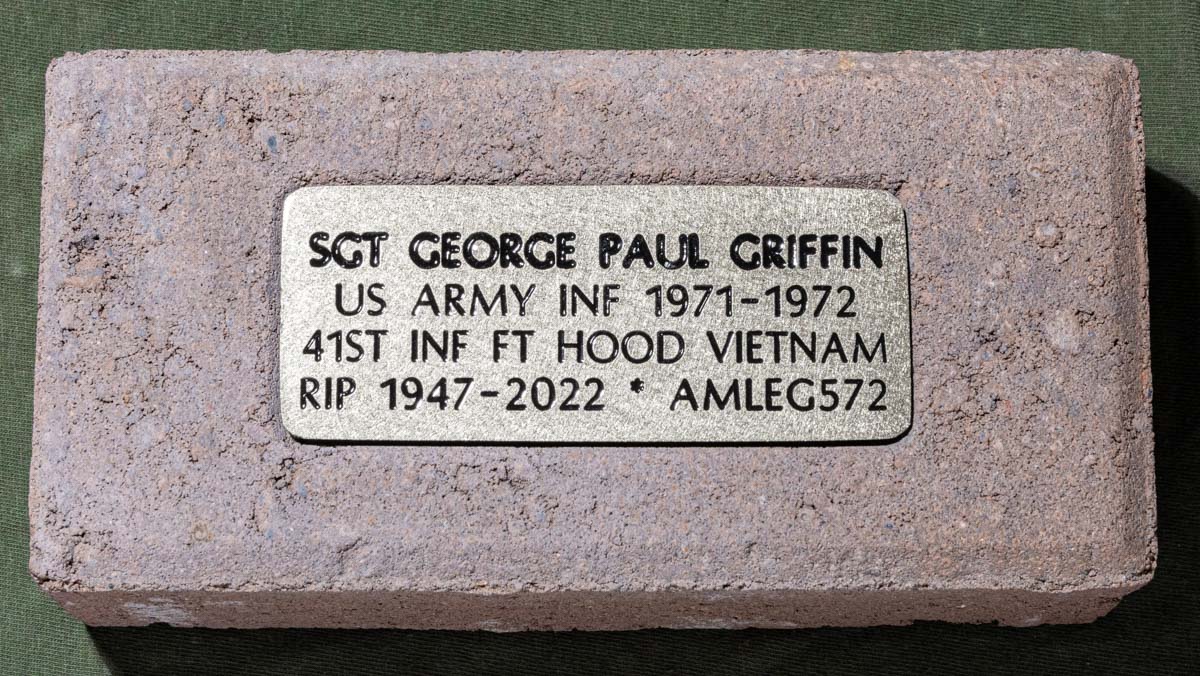 SGT GEORGE PAUL GRIFFIN
US ARMY INF 1971-1972
41ST INF FT HOOD VIETNAM
RIP 1947-2022 * AMLEG572